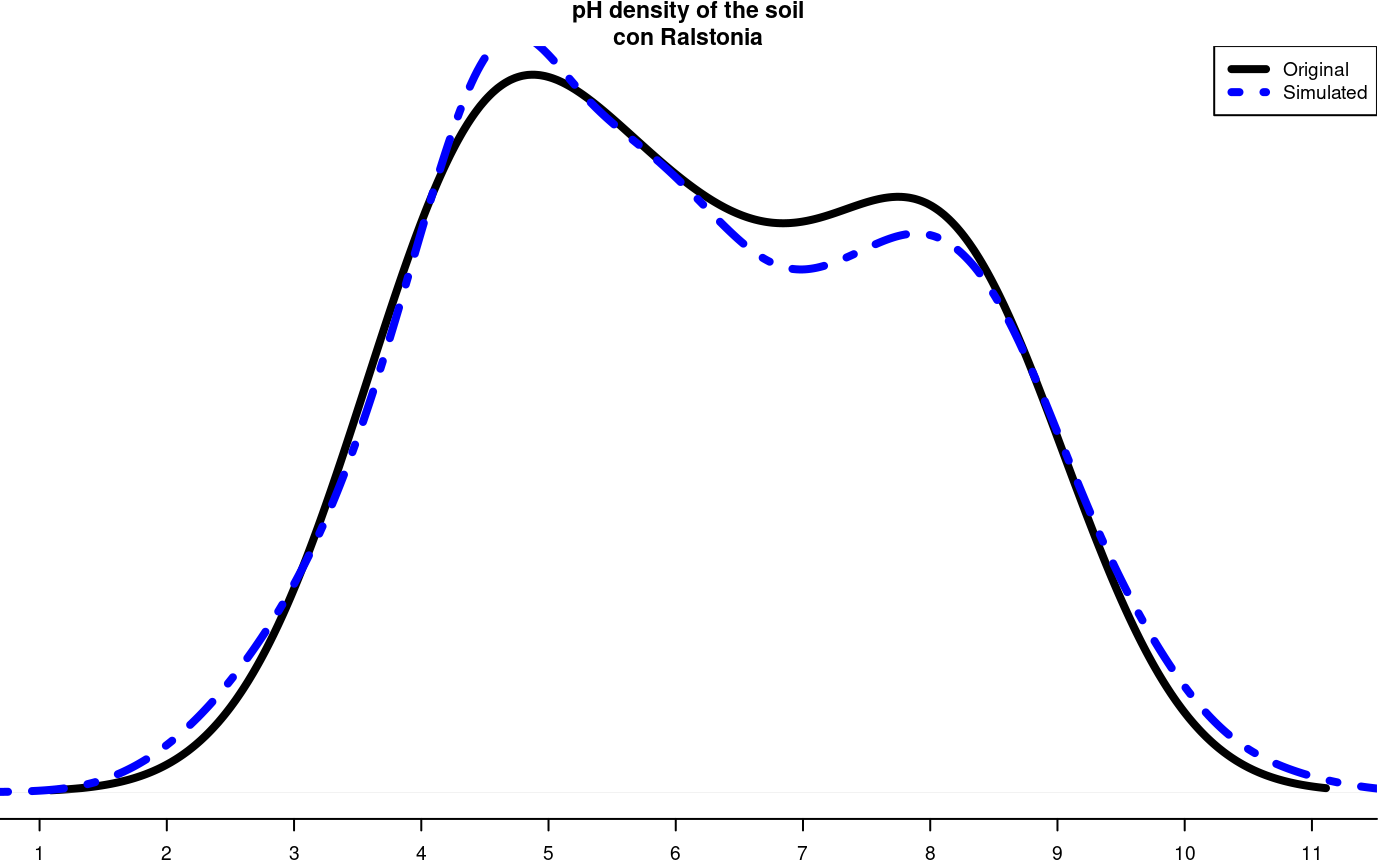 pH density of the soil
con Ralstonia
Original
Simulated
1 2 3 4 5 6 7 8 9 10 11